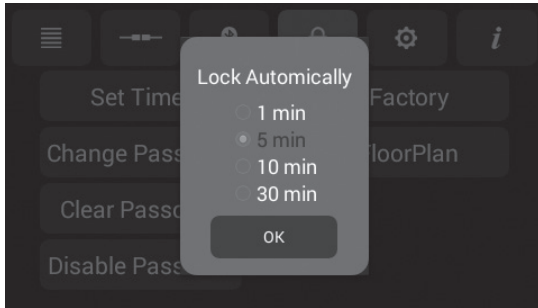 i
Lock Automically
Set Time
Factory
1 min
5 min
Change Pass
FloorPlan
10 min
Clear Passc
30 min
OK
Disable Pass